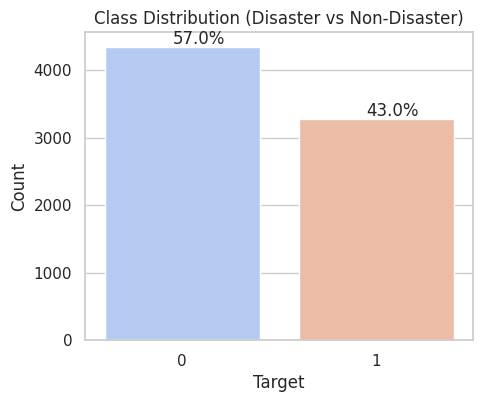 Class Distribution (Disaster vs Non-Disaster)
57.0%
43.0%
4000
3000
2000
1000
0
Count
0 1
Target